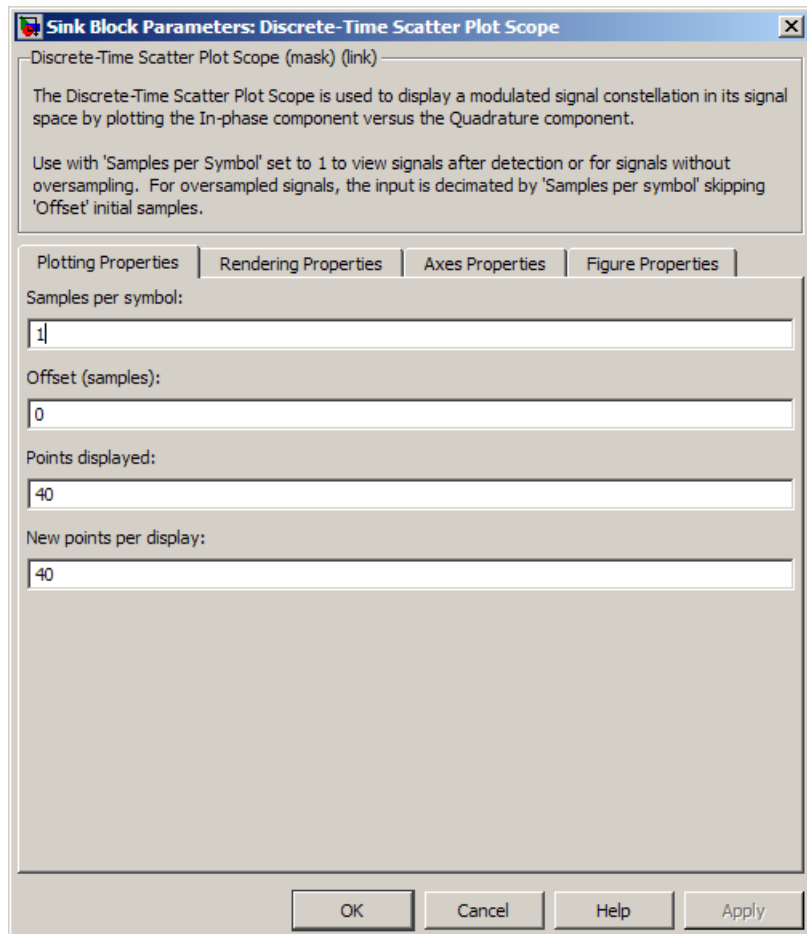 Sink Block Parameters: Discrete-Time Scatter Plot Scope
Discrete-Time Scatter Plot Scope (mask) (link)
The Discrete-Time Scatter Plot Scope is used to display a modulated signal constellation in its signal
space by plotting the In-phase component versus the Quadrature component.
Use with 'Samples per Symbol' set to 1 to view signals after detection or for signals without
oversampling.  For oversampled signals, the input is decimated by 'Samples per symbol' skipping
'Offset' initial samples.
Plotting Properties Rendering Properties Axes Properties Figure Properties
Samples per symbol:
1
Offset (samples):
0
Points displayed:
40
New points per display:
40
OK Cancel Help Apply